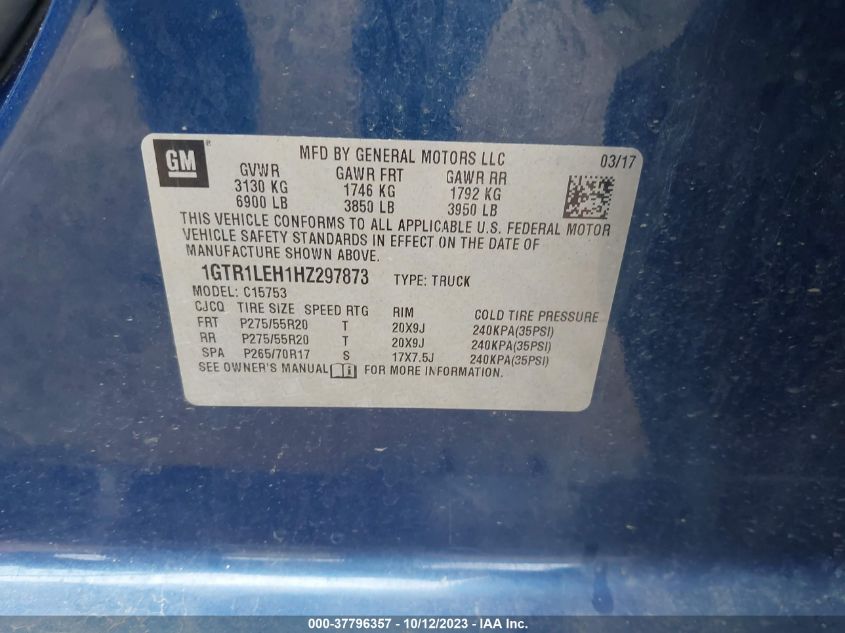 GM
MFD BY GENERAL MOTORS LLC 03/17
GVWR GAWR FRT GAWR RR
3130 KG 1746 KG 1792 KG
6900 LB 3850 LB 3950 LB
THIS VEHICLE CONFORMS TO ALL APPLICABLE U.S. FEDERAL MOTOR
VEHICLE SAFETY STANDARDS IN EFFECT ON THE DATE OF
MANUFACTURE SHOWN ABOVE.
1GTR1LEH1HZ297873 TYPE: TRUCK
MODEL: C15753
CJCQ TIRE SIZE SPEED RTG RIM COLD TIRE PRESSURE
FRT P275/55R20 T 20X9J 240KPA(35PSI)
RR P275/55R20 T 20X9J 240KPA(35PSI)
SPA P265/70R17 S 17X7.5J 240KPA(35PSI)
SEE OWNER'S MANUAL FOR MORE INFORMATION.
000-37796357 - 10/12/2023 - IAA Inc.